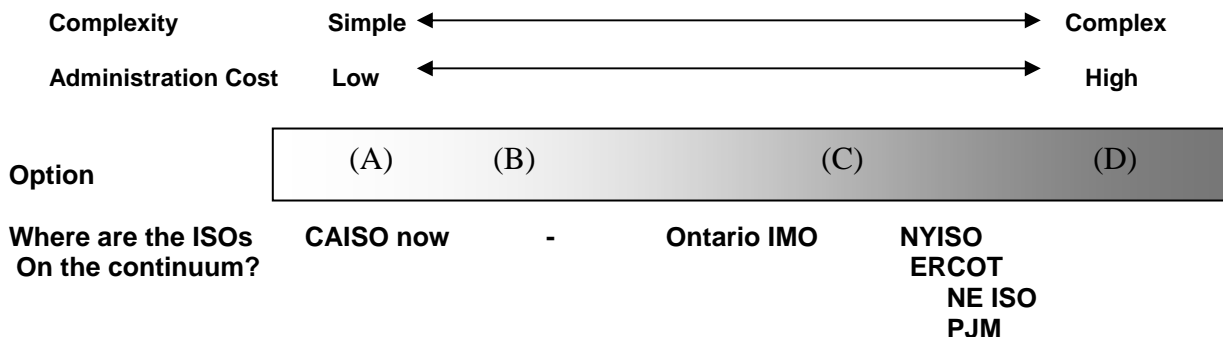 Complexity Simple Complex
Administration Cost Low High
Option (A) (B) (C) (D)
Where are the ISOs CAISO now - Ontario IMO NYISO
On the continuum? ERCOT
NE ISO
PJM